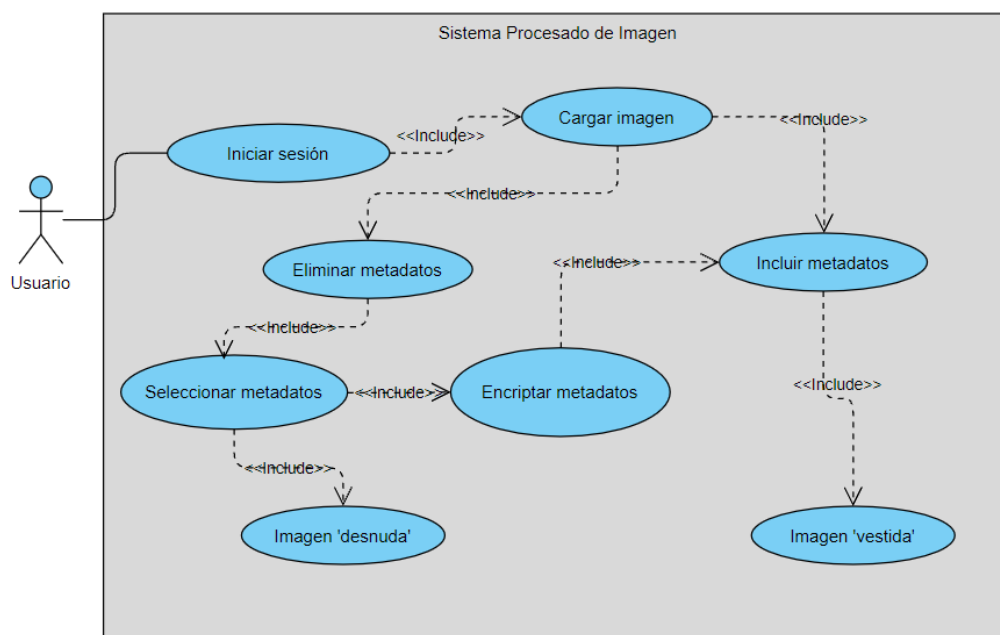 Sistema Procesado de Imagen
Cargar imagen
<<Include>>
<<Include>>
Iniciar sesión
<<Include>>
Usuario
Eliminar metadatos
<<Include>>
Incluir metadatos
<<Include>>
Seleccionar metadatos
<<Include>>
Encriptar metadatos
<<Include>>
<<Include>>
Imagen 'desnuda'
Imagen 'vestida'